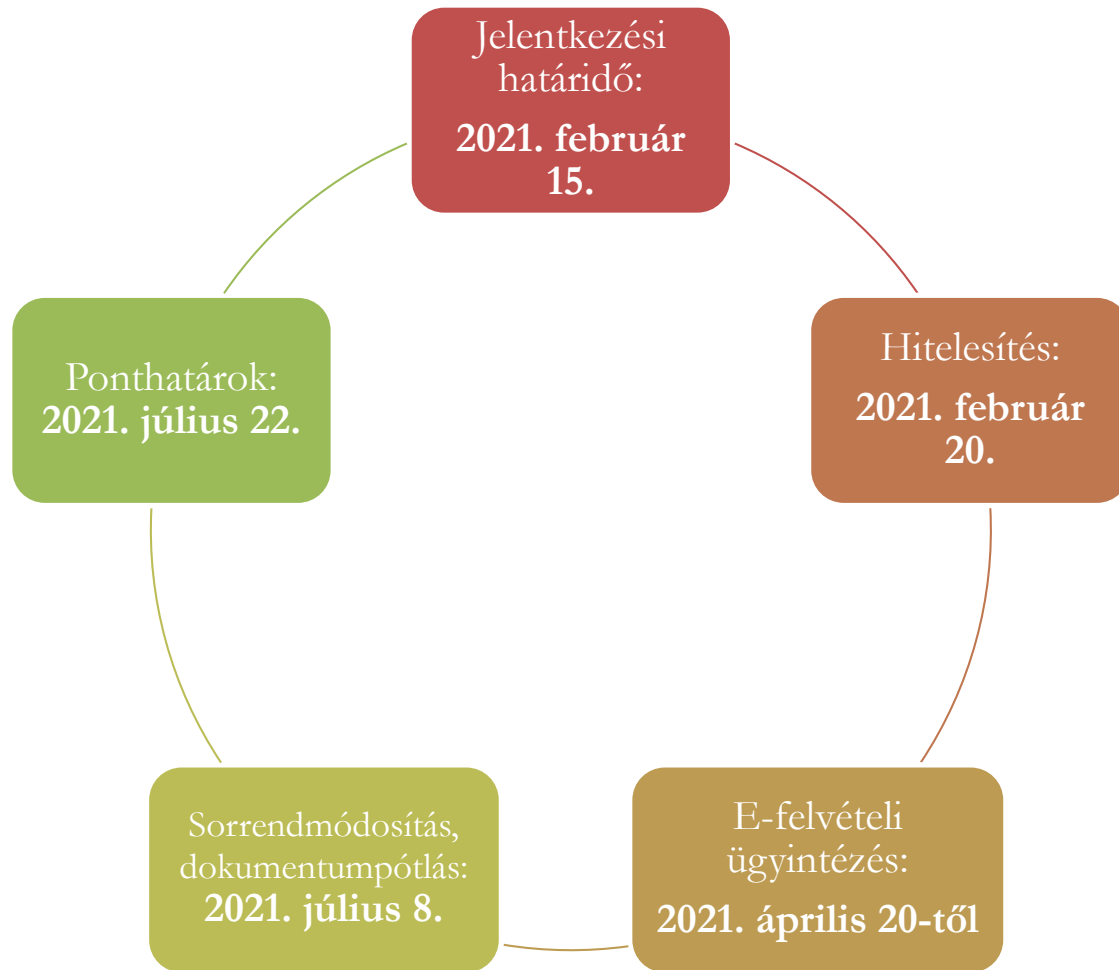 Jelentkezési
határidő:
2021. február
15.
Hitelesítés:
2021. február
20.
E-felvételi
ügyintézés:
2021. április 20-től
Sorrendmódosítás,
dokumentumpótlás:
2021. július 8.
Ponthatárok:
2021. július 22.